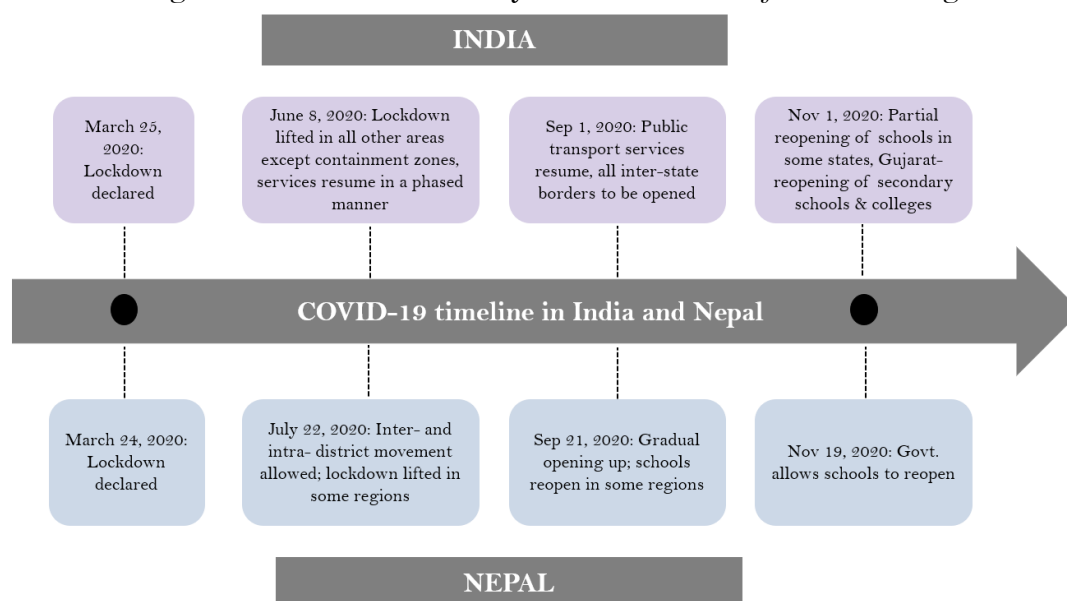 INDIA
March 25,
2020:
Lockdown
declared
June 8, 2020: Lockdown
lifted in all other areas
except containment zones,
services resume in a phased
manner
Sep 1, 2020: Public
transport services
resume, all inter-state
borders to be opened
Nov 1, 2020: Partial
reopening of schools in
some states, Gujarat-
reopening of secondary
schools & colleges
COVID-19 timeline in India and Nepal
March 24, 2020:
Lockdown
declared
July 22, 2020: Inter- and
intra- district movement
allowed; lockdown lifted in
some regions
Sep 21, 2020: Gradual
opening up; schools
reopen in some regions
Nov 19, 2020: Govt.
allows schools to reopen
NEPAL